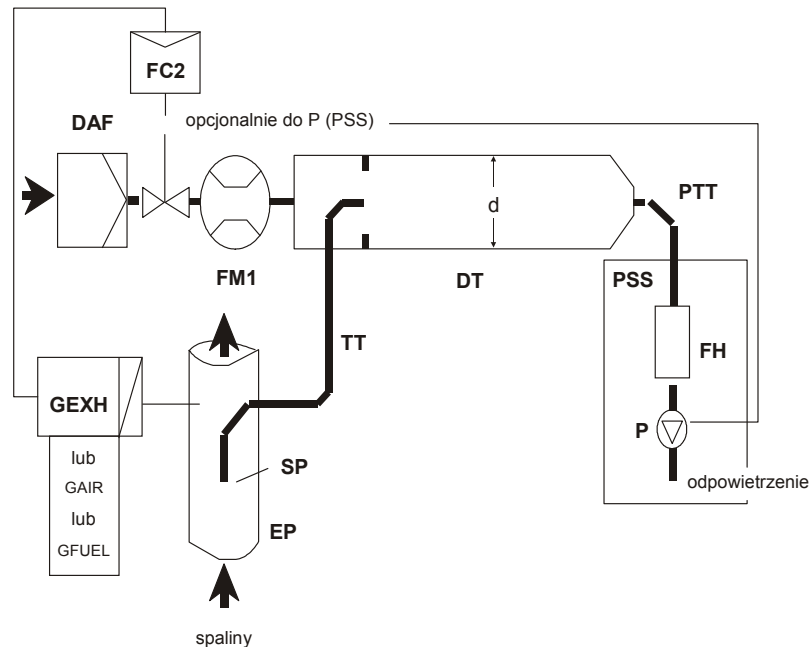 FC2
DAF
opcjonalnie do P (PSS)
d
PTT
FM1
DT
PSS
TT
FH
GEXH
P
lub
SP
odpowietrzenie
GAIR
lub
EP
GFUEL
spaliny